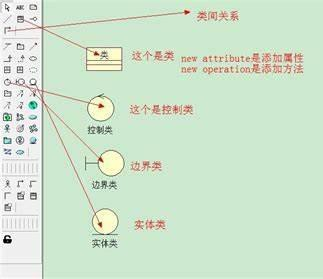 ABC
类间关系
类
这个是类
new attribute是添加属性
new operation是添加方法
这个是控制类
控制类
边界类
边界类
实体类
实体类